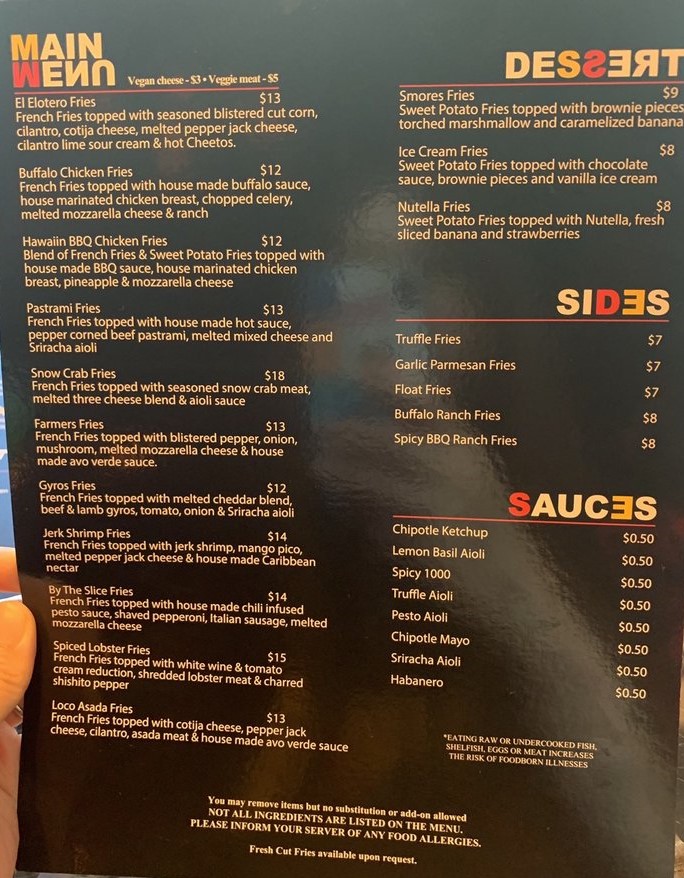 MAIN
MENU Vegan cheese - $3 • Veggie meat - $5
El Elotero Fries $13
French Fries topped with seasoned blistered cut corn,
cilantro, cotija cheese, melted pepper jack cheese,
cilantro lime sour cream & hot Cheetos.
Buffalo Chicken Fries $12
French Fries topped with house made buffalo sauce,
house marinated chicken breast, chopped celery,
melted mozzarella cheese & ranch
Hawaiin BBQ Chicken Fries $12
Blend of French Fries & Sweet Potato Fries topped with
house made BBQ sauce, house marinated chicken
breast, pineapple & mozzarella cheese
Pastrami Fries $13
French Fries topped with house made hot sauce,
pepper corned beef pastrami, melted mixed cheese and
Sriracha aioli
Snow Crab Fries $18
French Fries topped with seasoned snow crab meat,
melted three cheese blend & aioli sauce
Farmers Fries $13
French Fries topped with blistered pepper, onion,
mushroom, melted mozzarella cheese & house
made avo verde sauce.
Gyros Fries $12
French Fries topped with melted cheddar blend,
beef & lamb gyros, tomato, onion & Sriracha aioli
Jerk Shrimp Fries $14
French Fries topped with jerk shrimp, mango pico,
melted pepper jack cheese & house made Caribbean
nectar
By The Slice Fries $14
French Fries topped with house made chili infused
pesto sauce, shaved pepperoni, Italian sausage, melted
mozzarella cheese
Spiced Lobster Fries $15
French Fries topped with white wine & tomato
cream reduction, shredded lobster meat & charred
shishito pepper
Loco Asada Fries $13
French Fries topped with cotija cheese, pepper jack
cheese, cilantro, asada meat & house made avo verde sauce
DESSERT
Smores Fries $9
Sweet Potato Fries topped with brownie pieces
torched marshmallow and caramelized banana
Ice Cream Fries $8
Sweet Potato Fries topped with chocolate
sauce, brownie pieces and vanilla ice cream
Nutella Fries $8
Sweet Potato Fries topped with Nutella, fresh
sliced banana and strawberries
SIDES
Truffle Fries $7
Garlic Parmesan Fries $7
Float Fries $7
Buffalo Ranch Fries $8
Spicy BBQ Ranch Fries $8
SAUCES
Chipotle Ketchup $0.50
Lemon Basil Aioli $0.50
Spicy 1000 $0.50
Truffle Aioli $0.50
Pesto Aioli $0.50
Chipotle Mayo $0.50
Sriracha Aioli $0.50
Habanero $0.50
*EATING RAW OR UNDERCOOKED FISH,
SHELFISH, EGGS OR MEAT INCREASES
THE RISK OF FOODBORN ILLNESSES
You may remove items but no substitution or add-on allowed
NOT ALL INGREDIENTS ARE LISTED ON THE MENU.
PLEASE INFORM YOUR SERVER OF ANY FOOD ALLERGIES.
Fresh Cut Fries available upon request.